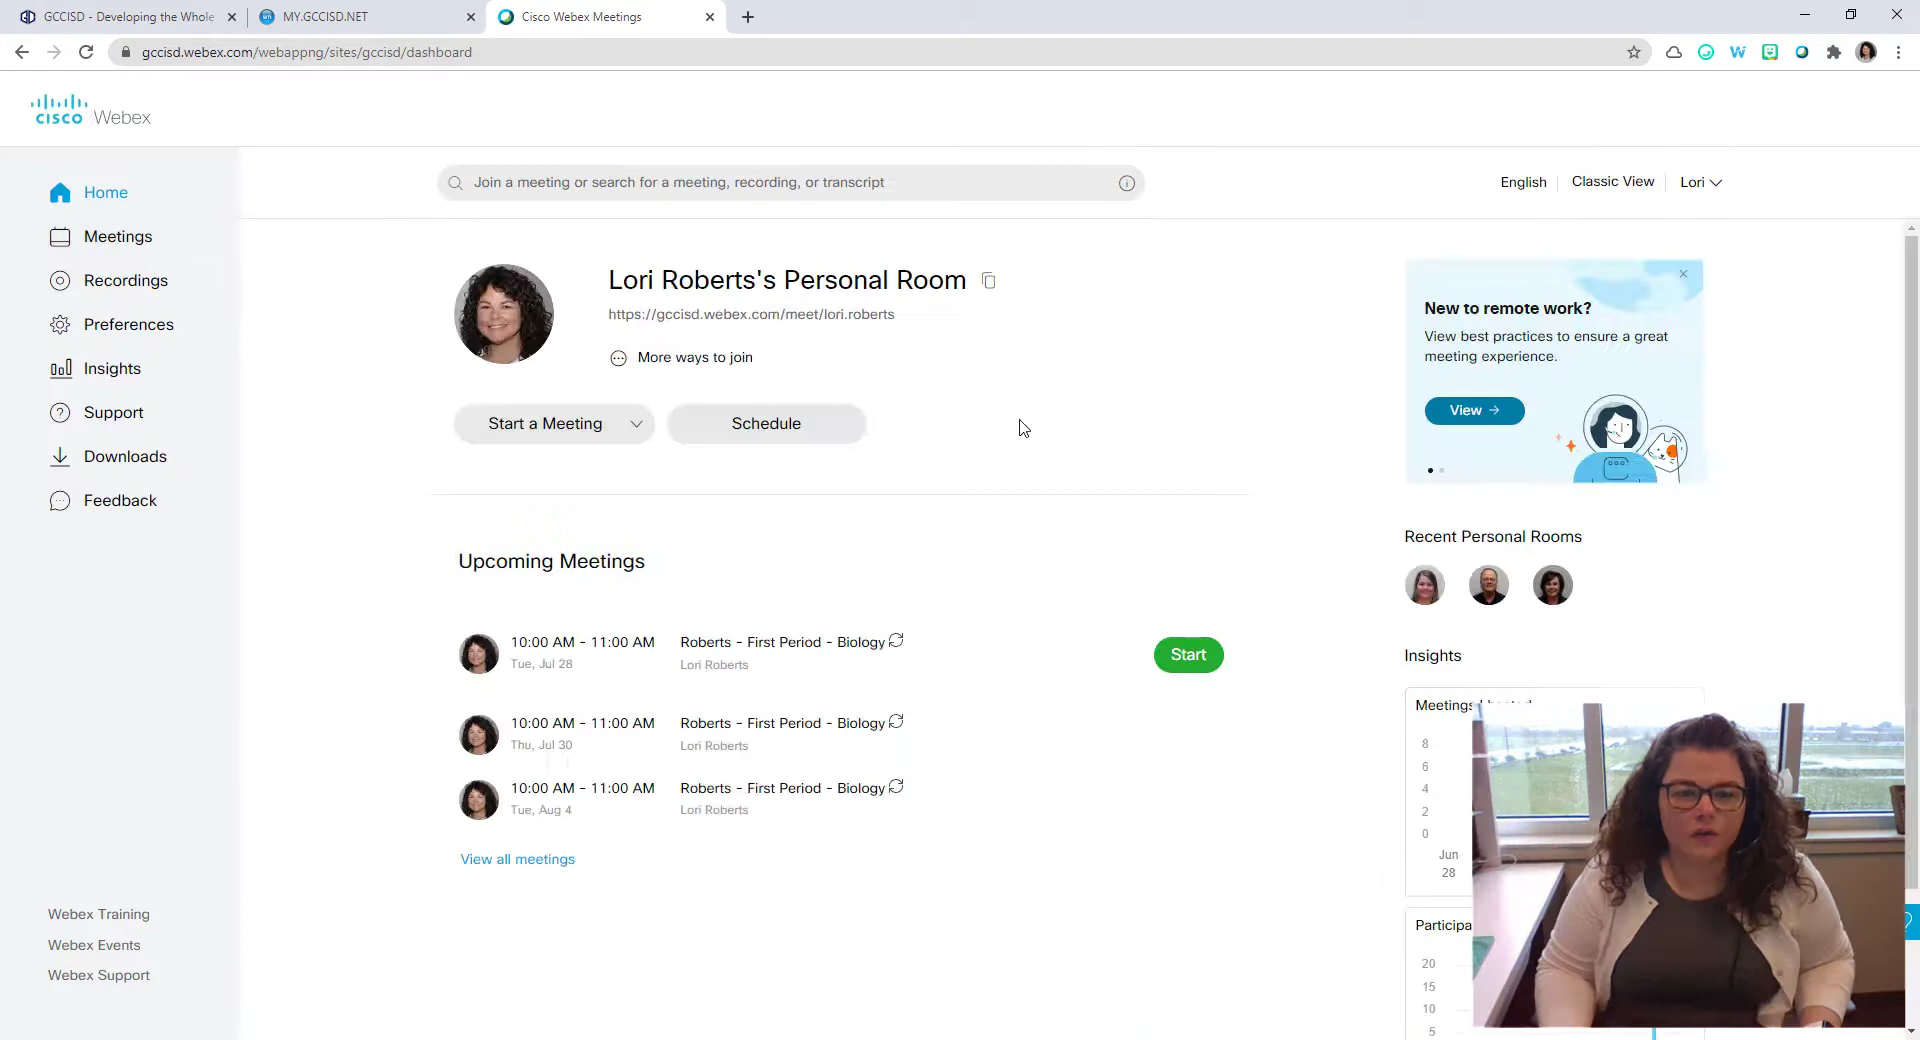 GCCISD - Developing the Whole
MY.GCCISD.NET
Cisco Webex Meetings
gccisd.webex.com/webappng/sites/gccisd/dashboard
cisco Webex
Home
Meetings
Recordings
Preferences
Insights
Support
Downloads
Feedback
Webex Training
Webex Events
Webex Support
Join a meeting or search for a meeting, recording, or transcript
English
Classic View
Lori
Lori Roberts's Personal Room
https://gccisd.webex.com/meet/lori.roberts
More ways to join
Start a Meeting
Schedule
Upcoming Meetings
10:00 AM - 11:00 AM Roberts - First Period - Biology
Tue, Jul 28 Lori Roberts
Start
10:00 AM - 11:00 AM Roberts - First Period - Biology
Thu, Jul 30 Lori Roberts
10:00 AM - 11:00 AM Roberts - First Period - Biology
Tue, Aug 4 Lori Roberts
View all meetings
New to remote work?
View best practices to ensure a great
meeting experience.
View
Recent Personal Rooms
Insights
Meetings
8
6
4
2
0
Jun
28
Participa
20
15
10
5